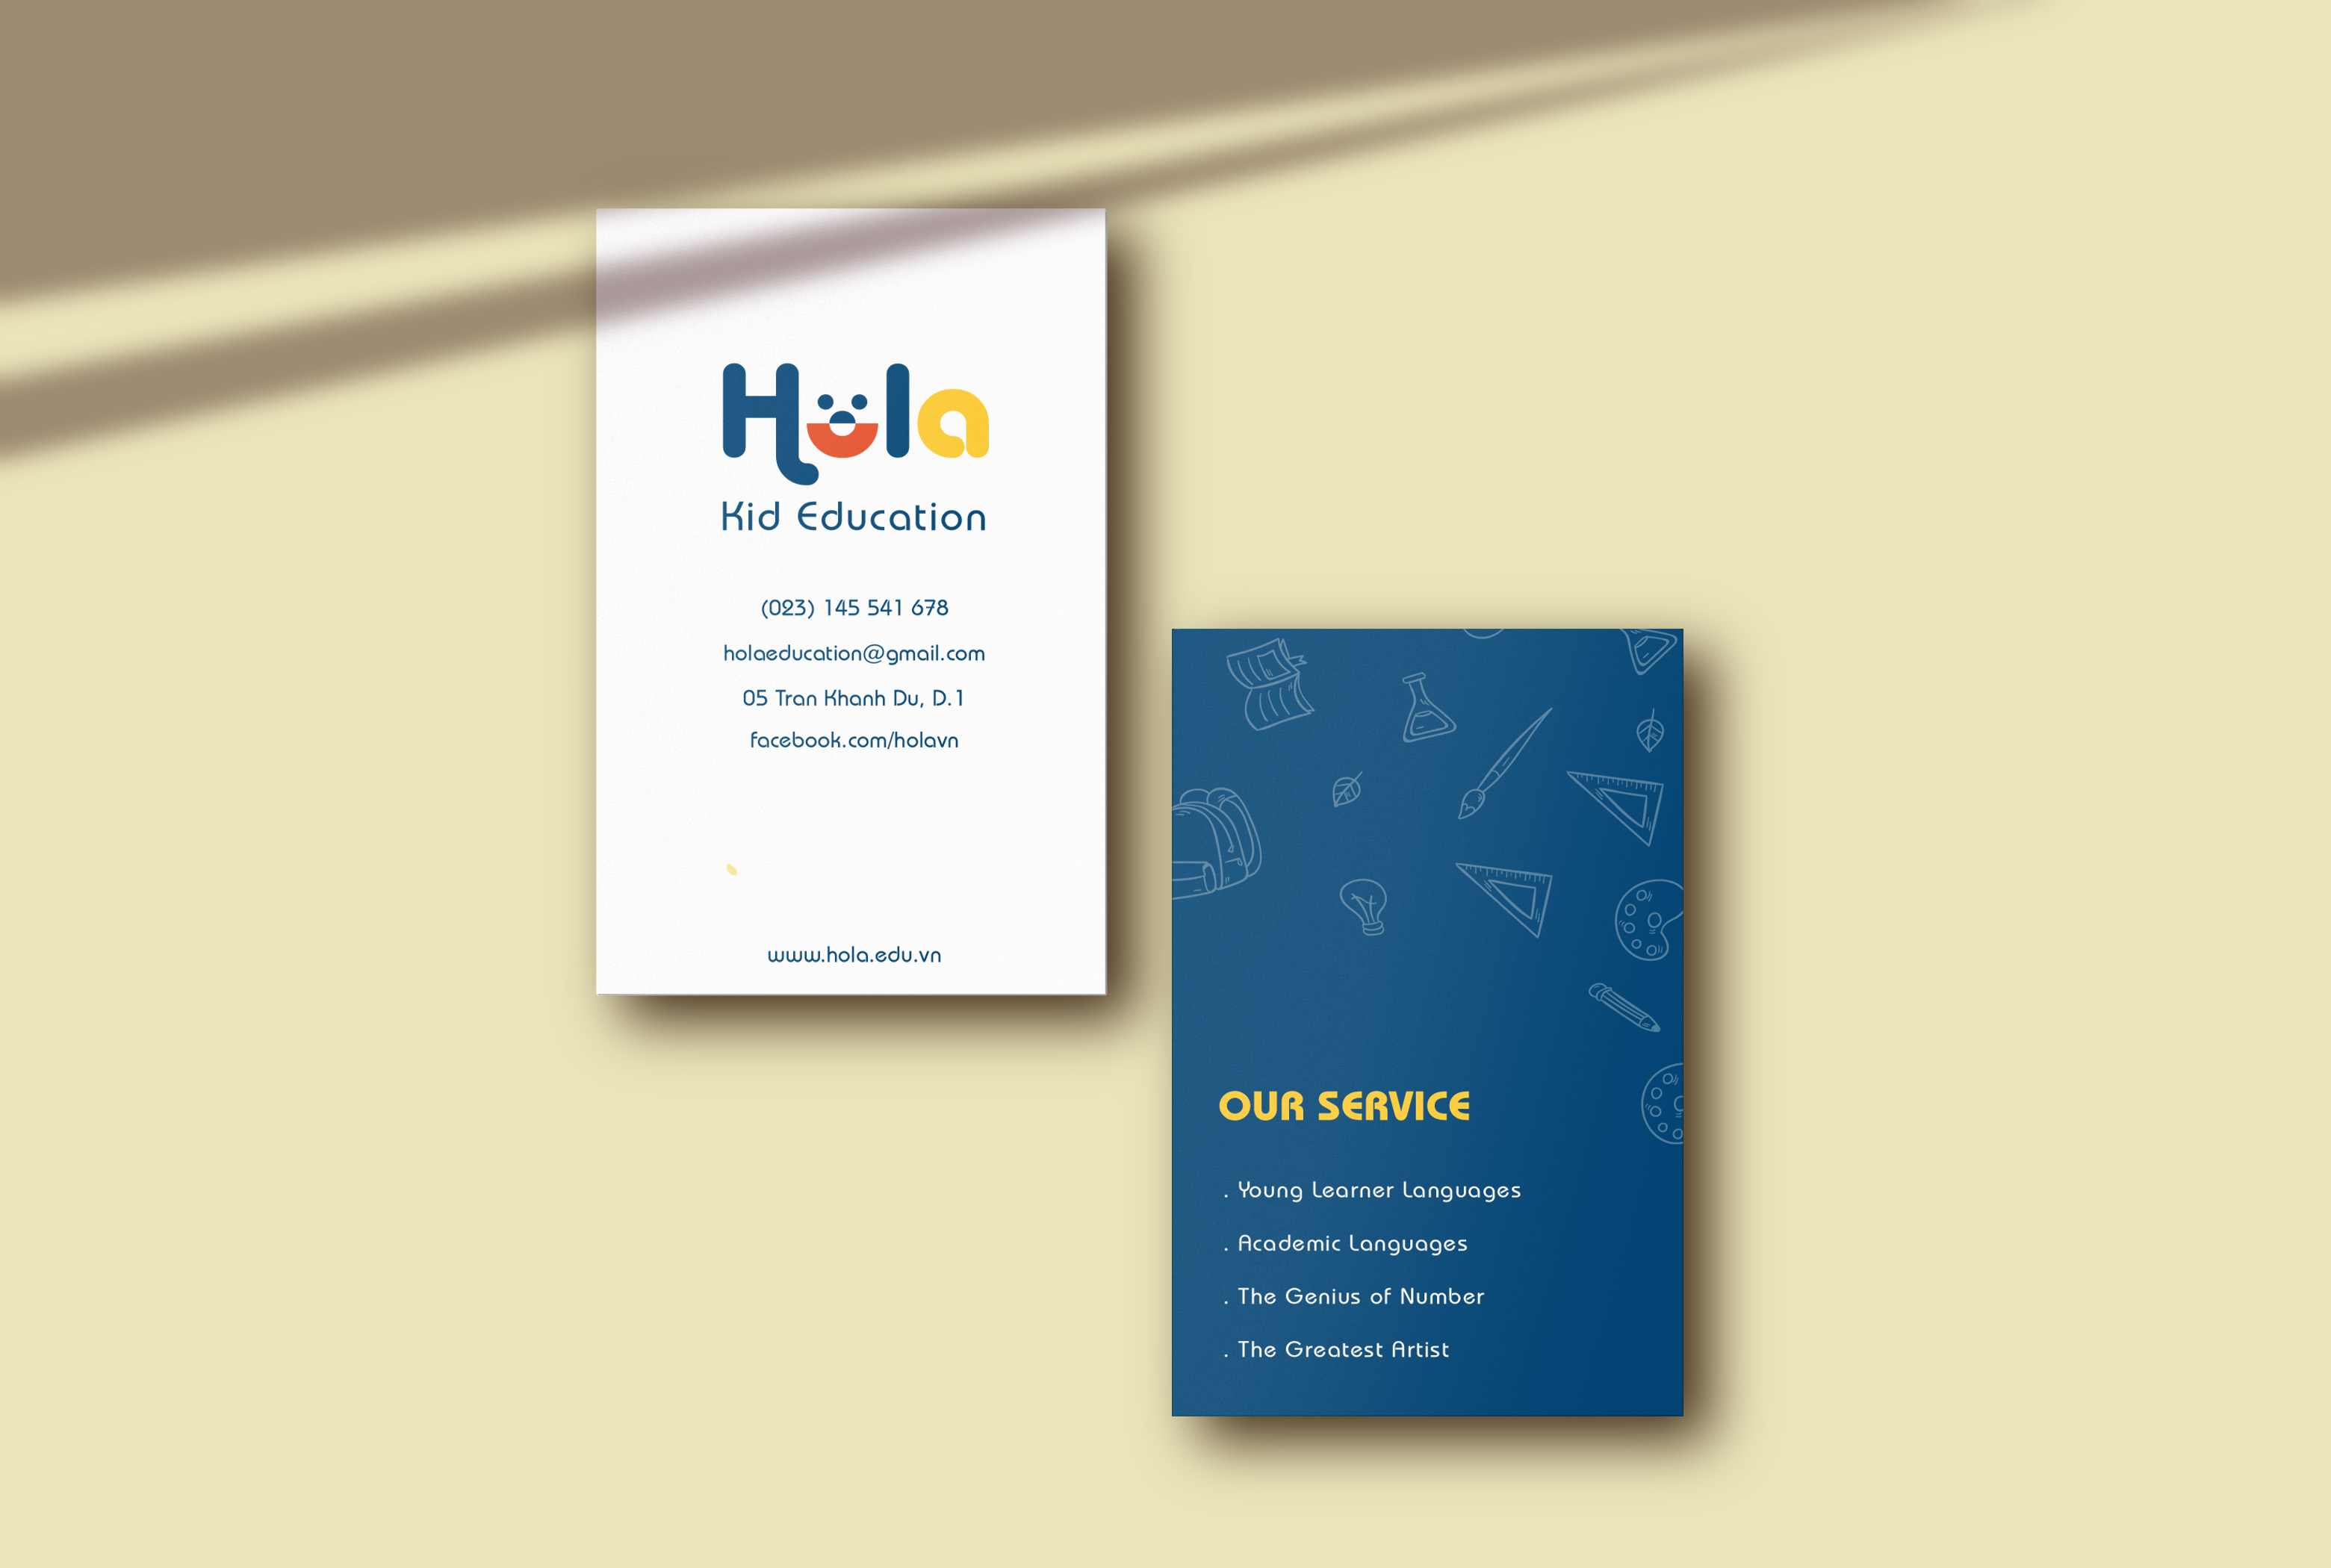 Hola
Kid Education
(023) 145 541 678
holaeducation@gmail.com
05 Tran Khanh Du, D.1
facebook.com/holavn
www.hola.edu.vn
OUR SERVICE
. Young Learner Languages
. Academic Languages
. The Genius of Number
. The Greatest Artist